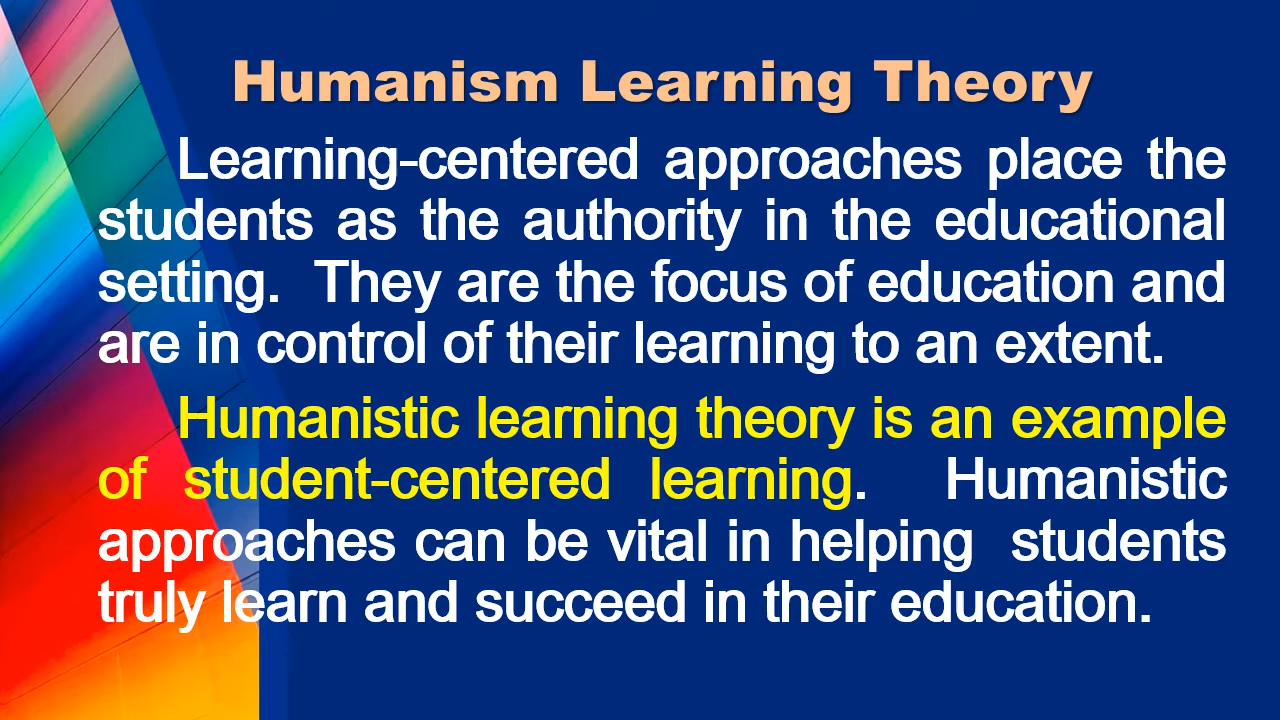 Humanism Learning Theory
Learning-centered approaches place the
students as the authority in the educational
setting.  They are the focus of education and
are in control of their learning to an extent.
Humanistic learning theory is an example
of student-centered learning.  Humanistic
approaches can be vital in helping  students
truly learn and succeed in their education.